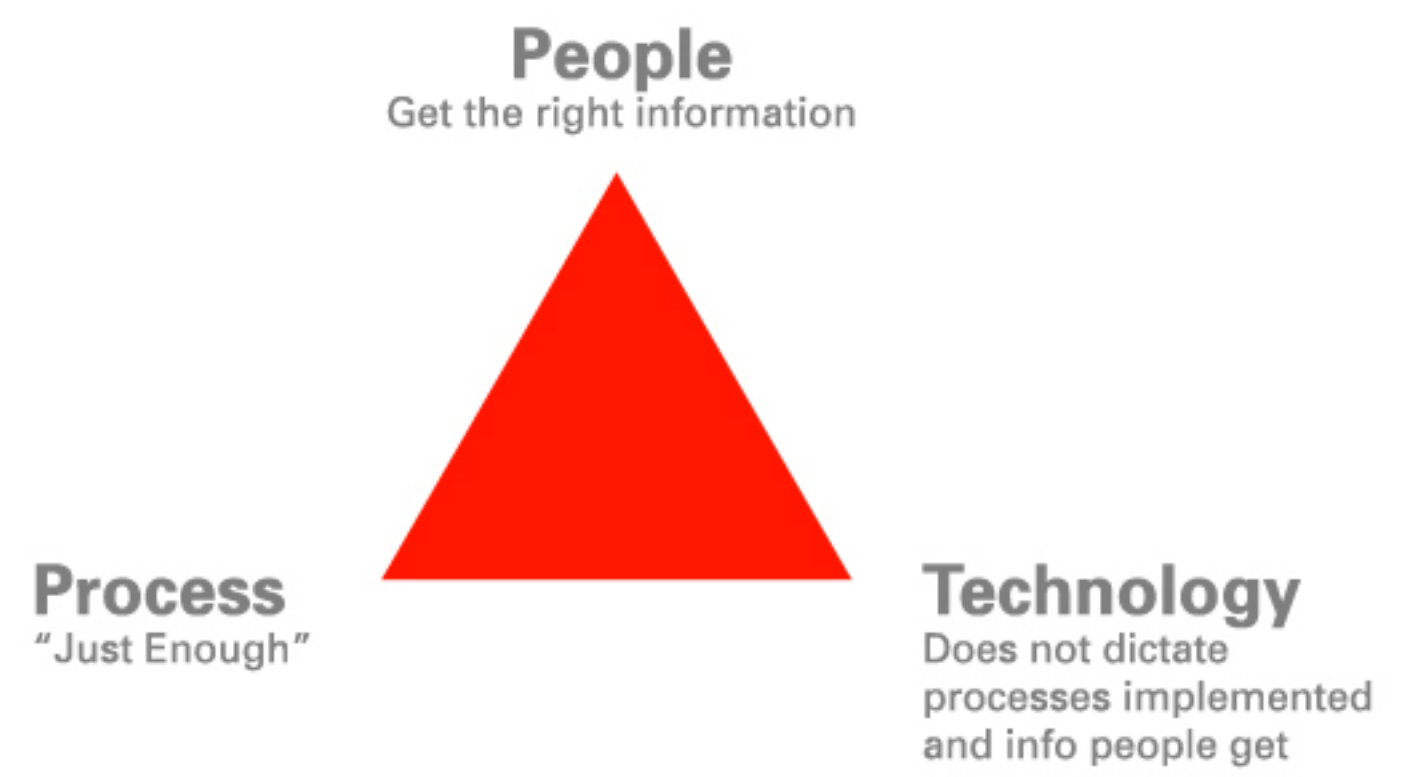 People
Get the right information
Process
“Just Enough”
Technology
Does not dictate
processes implemented
and info people get